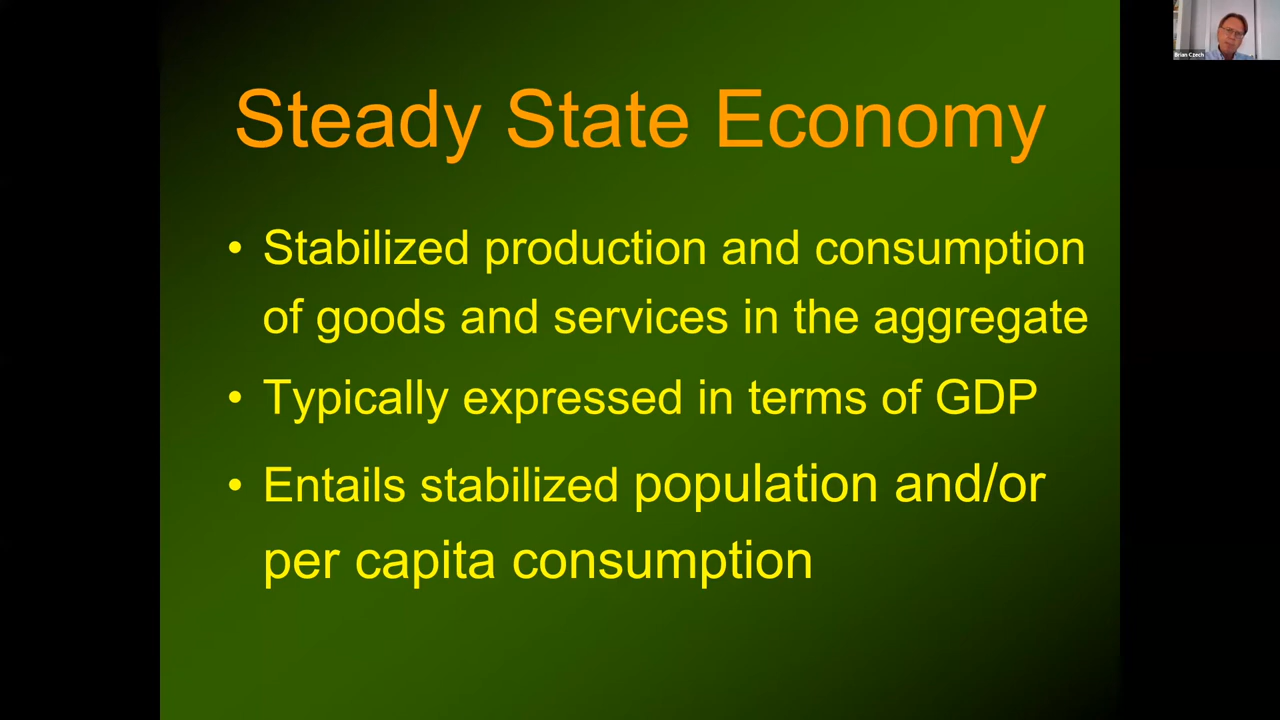 Brian Czech
Steady State Economy
• Stabilized production and consumption
of goods and services in the aggregate
• Typically expressed in terms of GDP
• Entails stabilized population and/or
per capita consumption